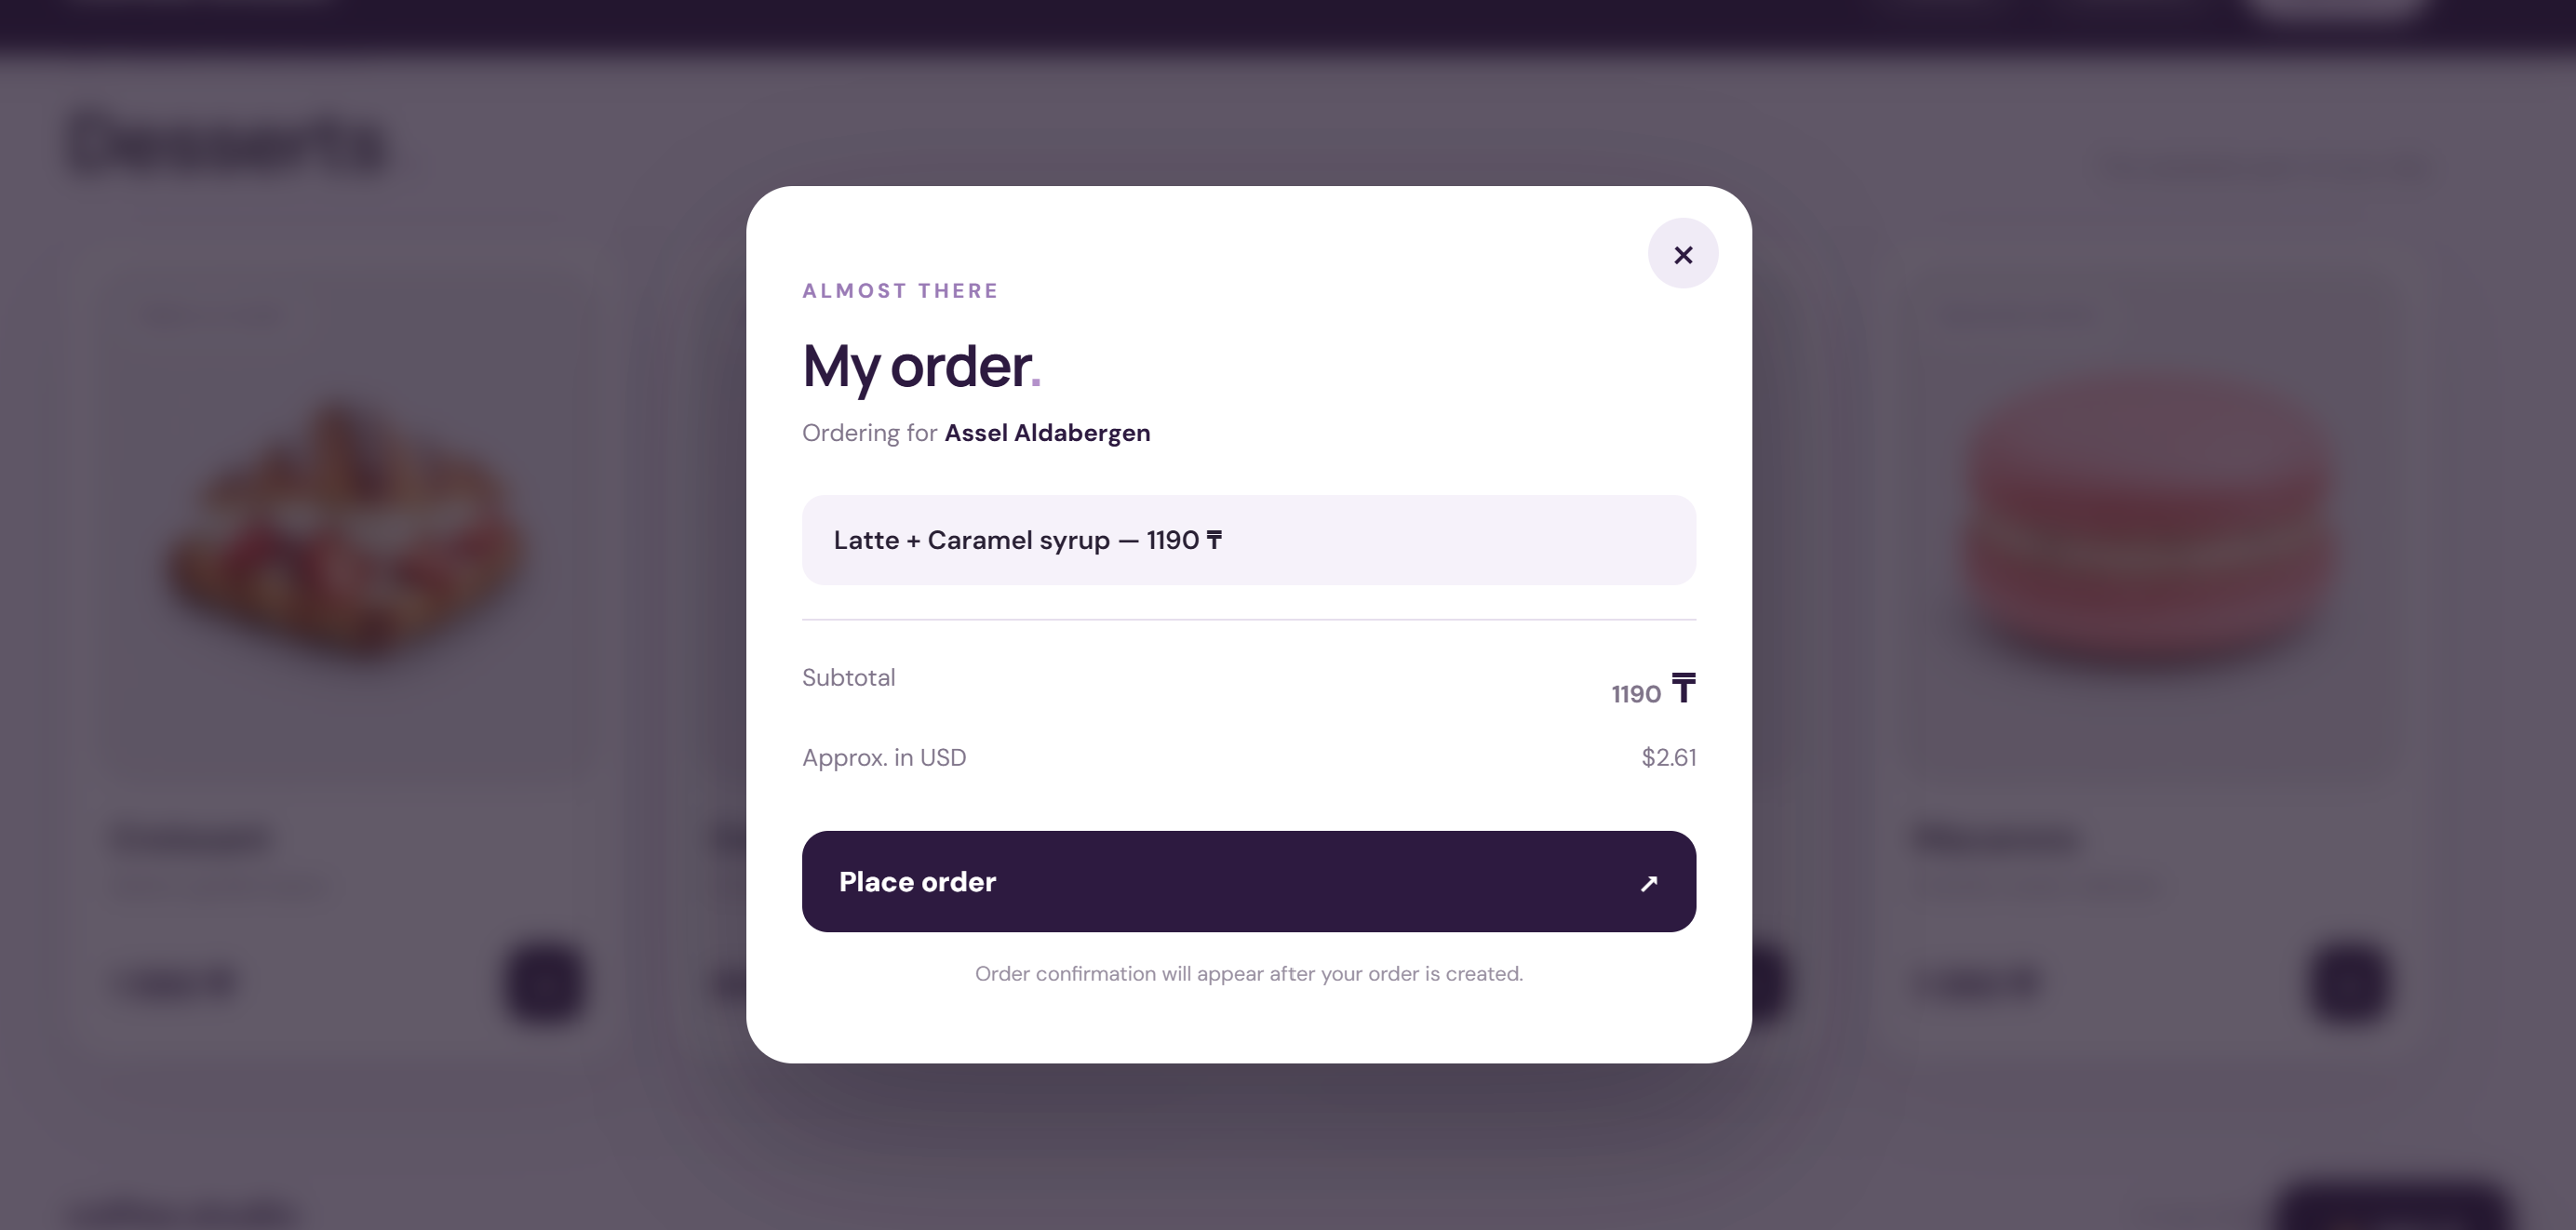 Desserts
×
ALMOST THERE
My order.
Ordering for Assel Aldabergen
Latte + Caramel syrup — 1190 ₸
Subtotal
1190 ₸
Approx. in USD
$2.61
Place order ↗
Order confirmation will appear after your order is created.